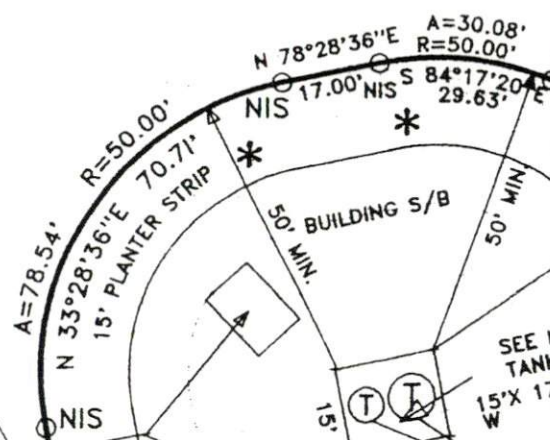 A=30.08'
R=50.00'
N 78°28'36"E
17.00'
S 84°17'20"E
29.63'
NIS
NIS
R=50.00'
A=78.54'
N 33°28'36"E 70.71'
15' PLANTER STRIP
*
*
BUILDING S/B
50' MIN.
50' MIN.
SEE
TAN
15'X 17
W
T
T
15'
NIS